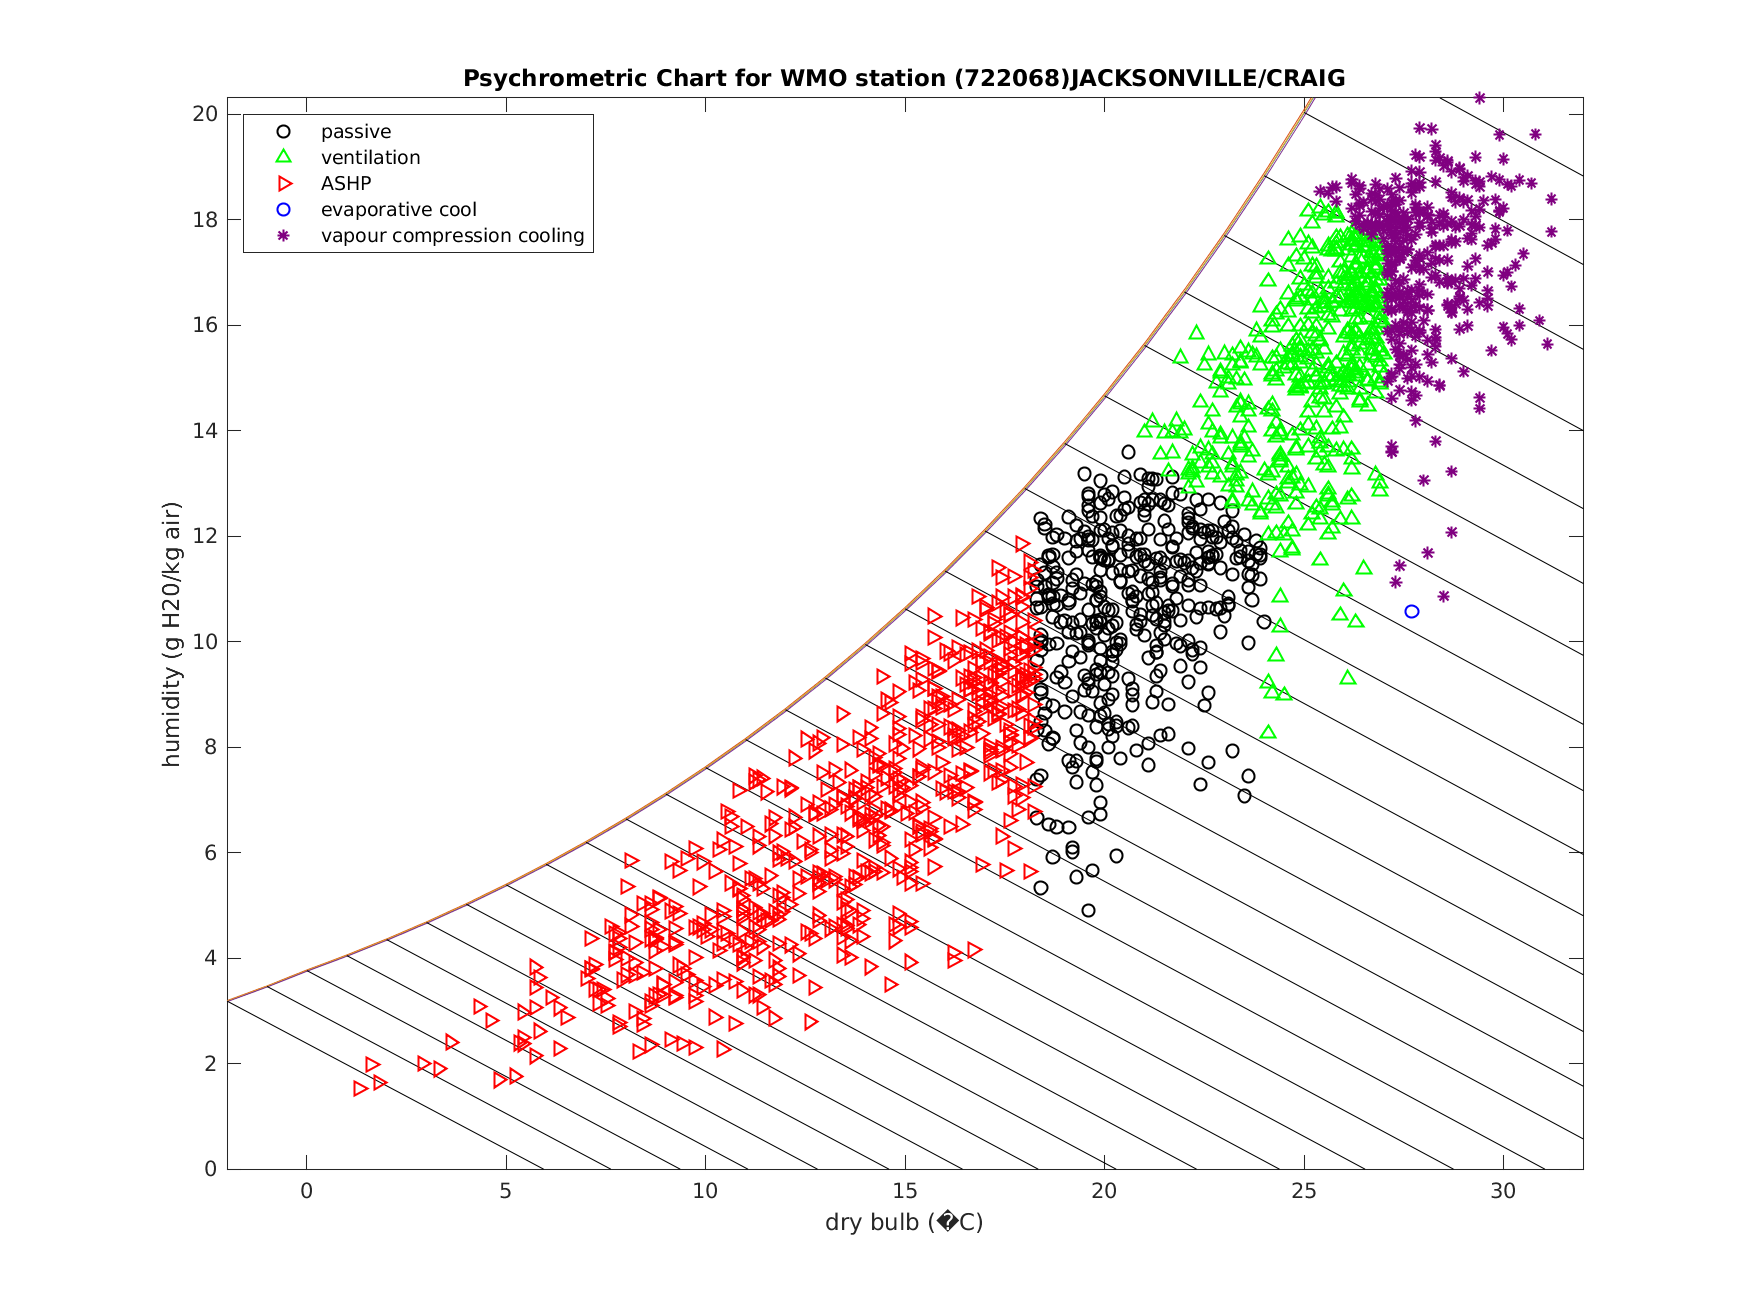 Psychrometric Chart for WMO station (722068)JACKSONVILLE/CRAIG
passive
ventilation
ASHP
evaporative cool
vapour compression cooling
humidity (g H20/kg air)
20
18
16
14
12
10
8
6
4
2
0
0 5 10 15 20 25 30
dry bulb (�C)